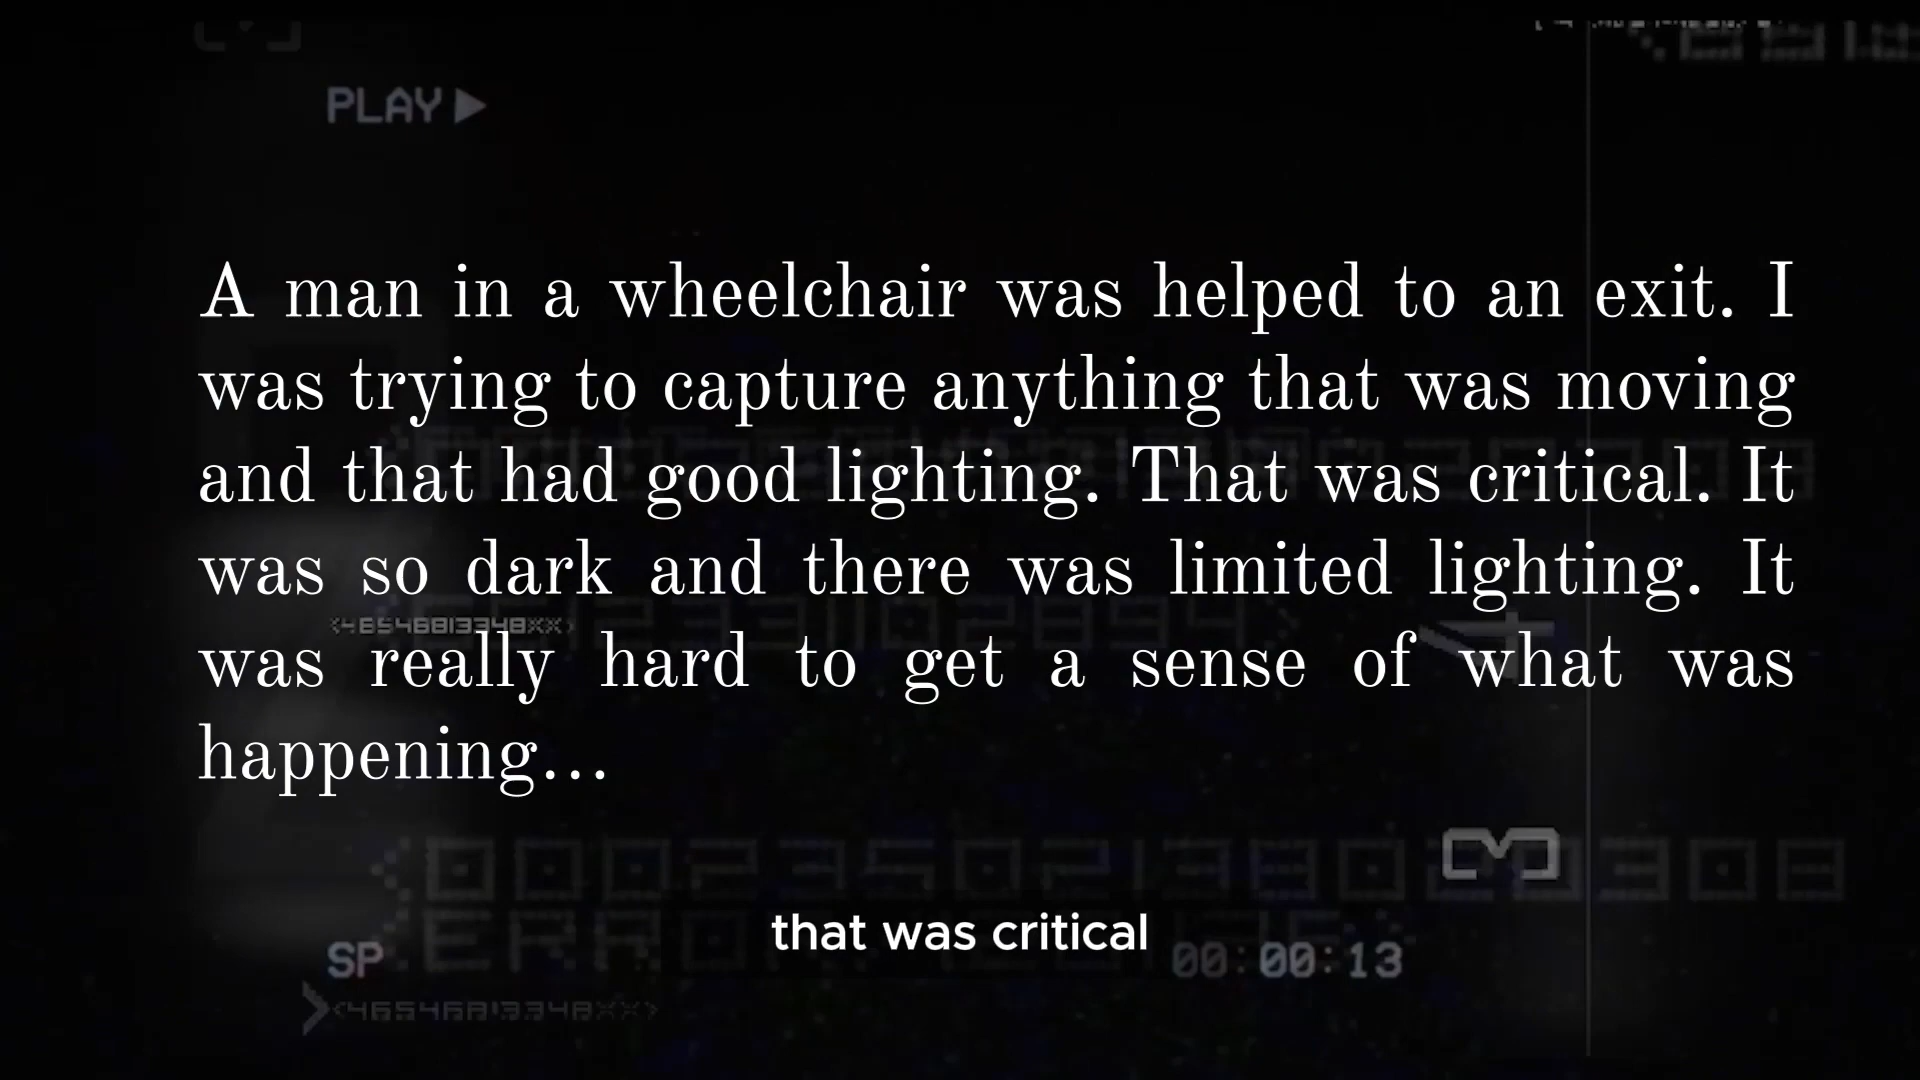 PLAY
A man in a wheelchair was helped to an exit. I
was trying to capture anything that was moving
and that had good lighting. That was critical. It
was so dark and there was limited lighting. It
<46546813348XX>
was really hard to get a sense of what was
happening...
that was critical
SP
00:00:13
<46546813348XX>